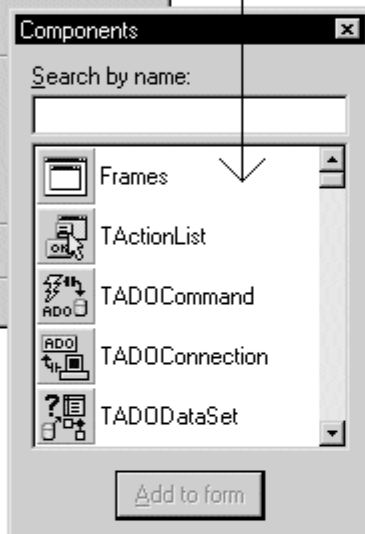 Components
Search by name:
Frames
TActionList
TADOCommand
TADOConnection
TADODataSet
Add to form